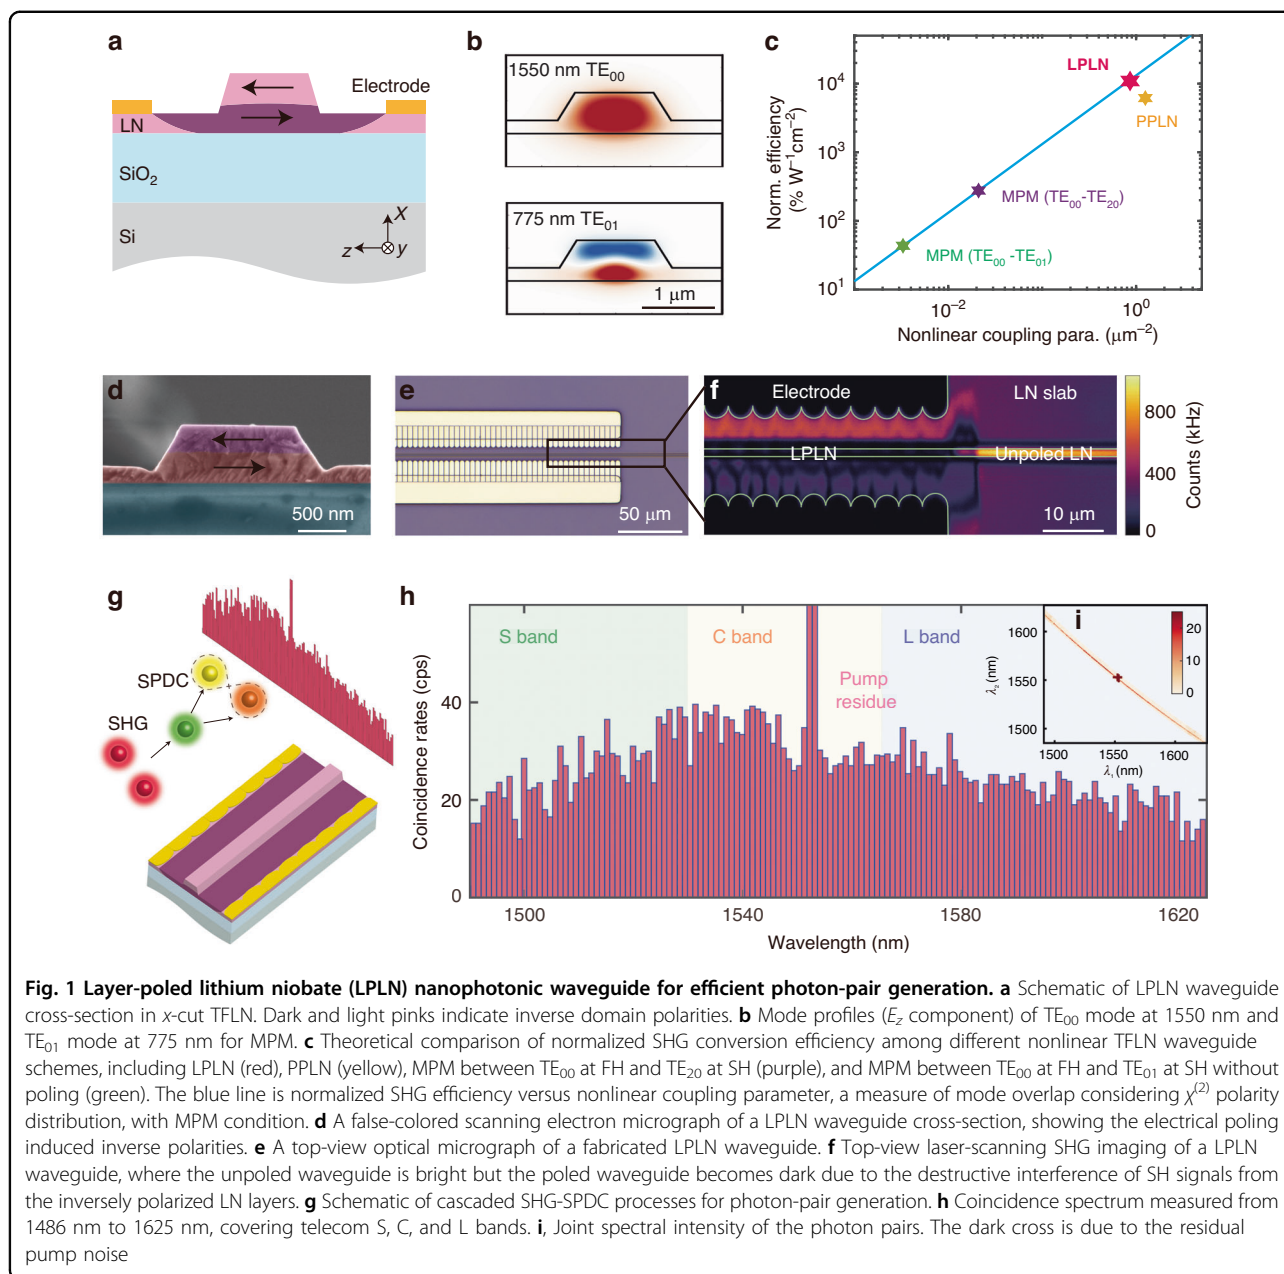 a
Electrode
LN
SiO₂
Si
X
z
y
b
1550 nm TE₀₀
775 nm TE₀₁
1 μm
c
Norm. efficiency
(% W⁻¹cm⁻²)
10⁴
10³
10²
10¹
LPLN
PPLN
MPM (TE₀₀-TE₂₀)
MPM (TE₀₀ -TE₀₁)
10⁻²
10⁰
Nonlinear coupling para. (μm⁻²)
d
500 nm
e
50 μm
f
Electrode
LN slab
LPLN
Unpoled LN
10 μm
800
400
0
Counts (kHz)
g
SPDC
SHG
h
Coincidence rates (cps)
40
20
0
S band
C band
L band
Pump
residue
1500
1540
1580
1620
Wavelength (nm)
i
λ₂ (nm)
1600
1550
1500
20
10
0
1500
1550
1600
λ₁ (nm)
Fig. 1 Layer-poled lithium niobate (LPLN) nanophotonic waveguide for efficient photon-pair generation. a Schematic of LPLN waveguide
cross-section in x-cut TFLN. Dark and light pinks indicate inverse domain polarities. b Mode profiles (E_z component) of TE₀₀ mode at 1550 nm and
TE₀₁ mode at 775 nm for MPM. c Theoretical comparison of normalized SHG conversion efficiency among different nonlinear TFLN waveguide
schemes, including LPLN (red), PPLN (yellow), MPM between TE₀₀ at FH and TE₂₀ at SH (purple), and MPM between TE₀₀ at FH and TE₀₁ at SH without
poling (green). The blue line is normalized SHG efficiency versus nonlinear coupling parameter, a measure of mode overlap considering χ⁽²⁾ polarity
distribution, with MPM condition. d A false-colored scanning electron micrograph of a LPLN waveguide cross-section, showing the electrical poling
induced inverse polarities. e A top-view optical micrograph of a fabricated LPLN waveguide. f Top-view laser-scanning SHG imaging of a LPLN
waveguide, where the unpoled waveguide is bright but the poled waveguide becomes dark due to the destructive interference of SH signals from
the inversely polarized LN layers. g Schematic of cascaded SHG-SPDC processes for photon-pair generation. h Coincidence spectrum measured from
1486 nm to 1625 nm, covering telecom S, C, and L bands. i, Joint spectral intensity of the photon pairs. The dark cross is due to the residual
pump noise